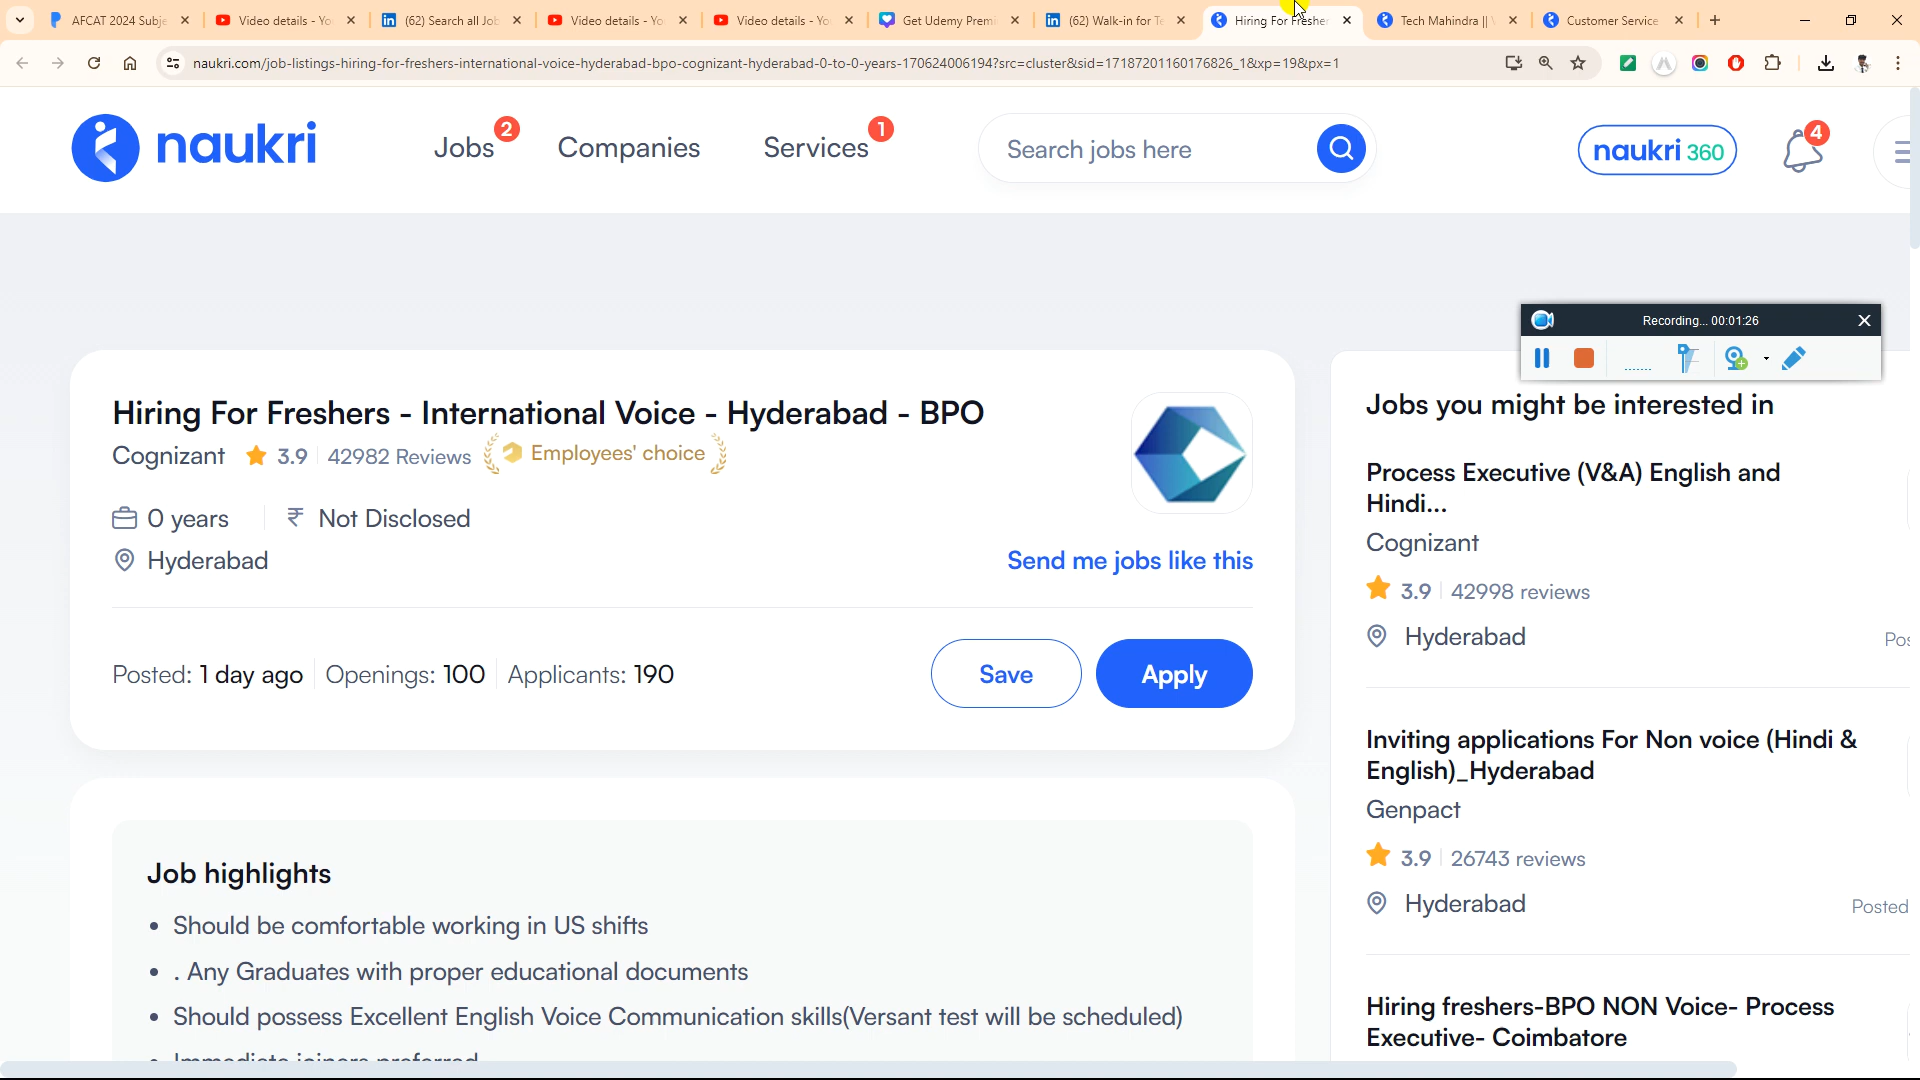 AFCAT 2024 Subje
Video details - Yo
(62) Search all Job
Video details - Yo
Video details - Yo
Get Udemy Premi
(62) Walk-in for Te
Hiring For Fresher
Tech Mahindra ||
Customer Service
naukri.com/job-listings-hiring-for-freshers-international-voice-hyderabad-bpo-cognizant-hyderabad-0-to-0-years-170624006194?src=cluster&sid=17187201160176826_1&xp=19&px=1
naukri
Jobs 2
Companies
Services 1
Search jobs here
naukri 360
4
Recording... 00:01:26
Hiring For Freshers - International Voice - Hyderabad - BPO
Cognizant 3.9 42982 Reviews Employees' choice
0 years ₹ Not Disclosed
Hyderabad
Send me jobs like this
Posted: 1 day ago Openings: 100 Applicants: 190
Save
Apply
Job highlights
• Should be comfortable working in US shifts
• . Any Graduates with proper educational documents
• Should possess Excellent English Voice Communication skills(Versant test will be scheduled)
• Immediate joiners preferred
Jobs you might be interested in
Process Executive (V&A) English and
Hindi...
Cognizant
3.9 42998 reviews
Hyderabad
Pos
Inviting applications For Non voice (Hindi &
English)_Hyderabad
Genpact
3.9 26743 reviews
Hyderabad
Posted
Hiring freshers-BPO NON Voice- Process
Executive- Coimbatore